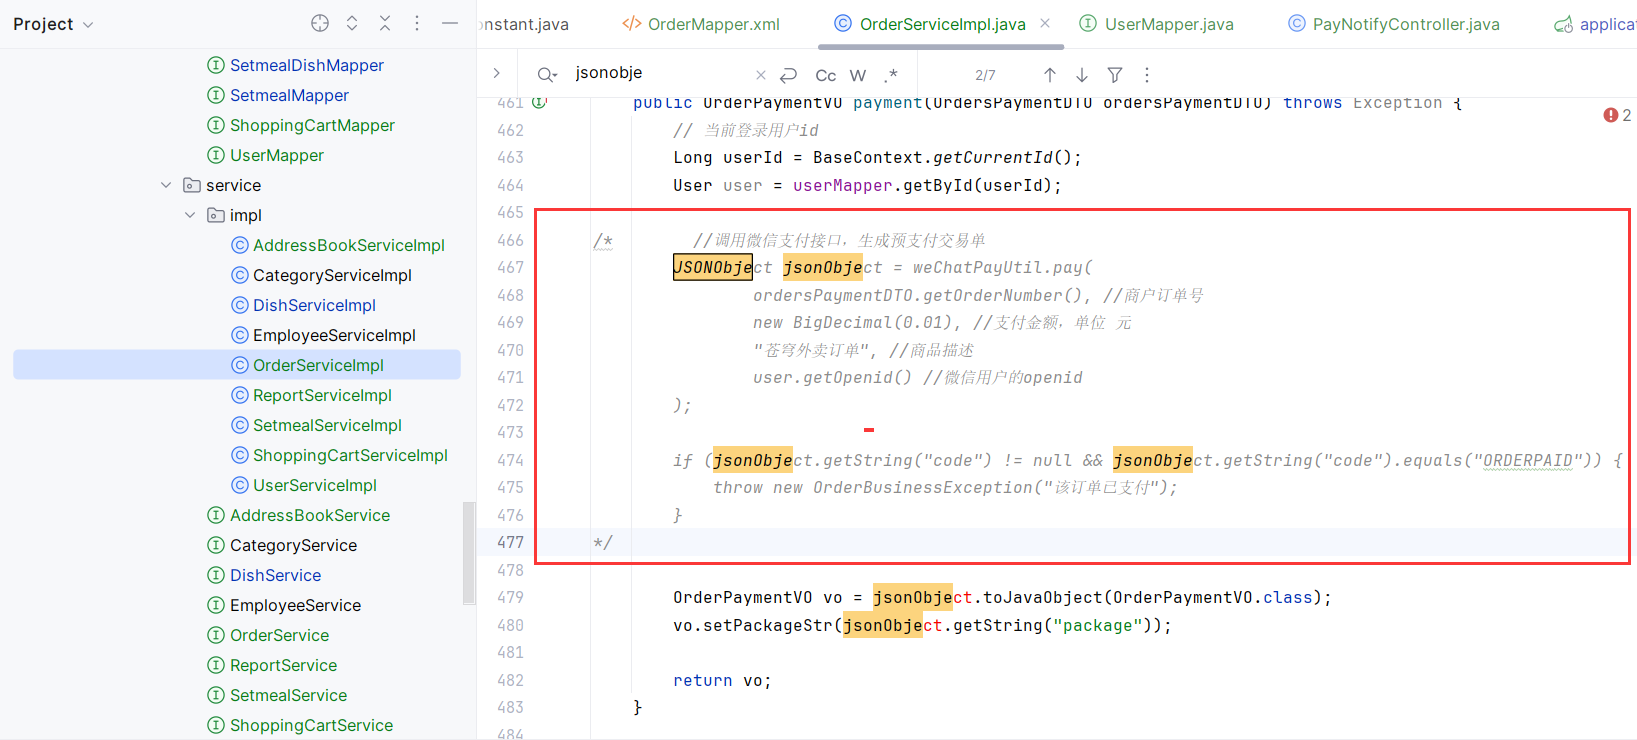 Project
onstant.java
OrderMapper.xml
OrderServiceImpl.java
UserMapper.java
PayNotifyController.java
applica
jsonobje
Cc
W
.*
2/7
SetmealDishMapper
SetmealMapper
ShoppingCartMapper
UserMapper
service
impl
AddressBookServiceImpl
CategoryServiceImpl
DishServiceImpl
EmployeeServiceImpl
OrderServiceImpl
ReportServiceImpl
SetmealServiceImpl
ShoppingCartServiceImpl
UserServiceImpl
AddressBookService
CategoryService
DishService
EmployeeService
OrderService
ReportService
SetmealService
ShoppingCartService
2
461 public OrderPaymentVO payment(OrdersPaymentDTO ordersPaymentDTO) throws Exception {
462 // 当前登录用户id
463 Long userId = BaseContext.getCurrentId();
464 User user = userMapper.getById(userId);
465
466 /* //调用微信支付接口，生成预支付交易单
467 JSONObject jsonObject = weChatPayUtil.pay(
468 ordersPaymentDTO.getOrderNumber(), //商户订单号
469 new BigDecimal(0.01), //支付金额，单位 元
470 "苍穹外卖订单", //商品描述
471 user.getOpenid() //微信用户的openid
472 );
473
474 if (jsonObject.getString("code") != null && jsonObject.getString("code").equals("ORDERPAID")) {
475 throw new OrderBusinessException("该订单已支付");
476 }
477 */
478
479 OrderPaymentVO vo = jsonObject.toJavaObject(OrderPaymentVO.class);
480 vo.setPackageStr(jsonObject.getString("package"));
481
482 return vo;
483 }
484